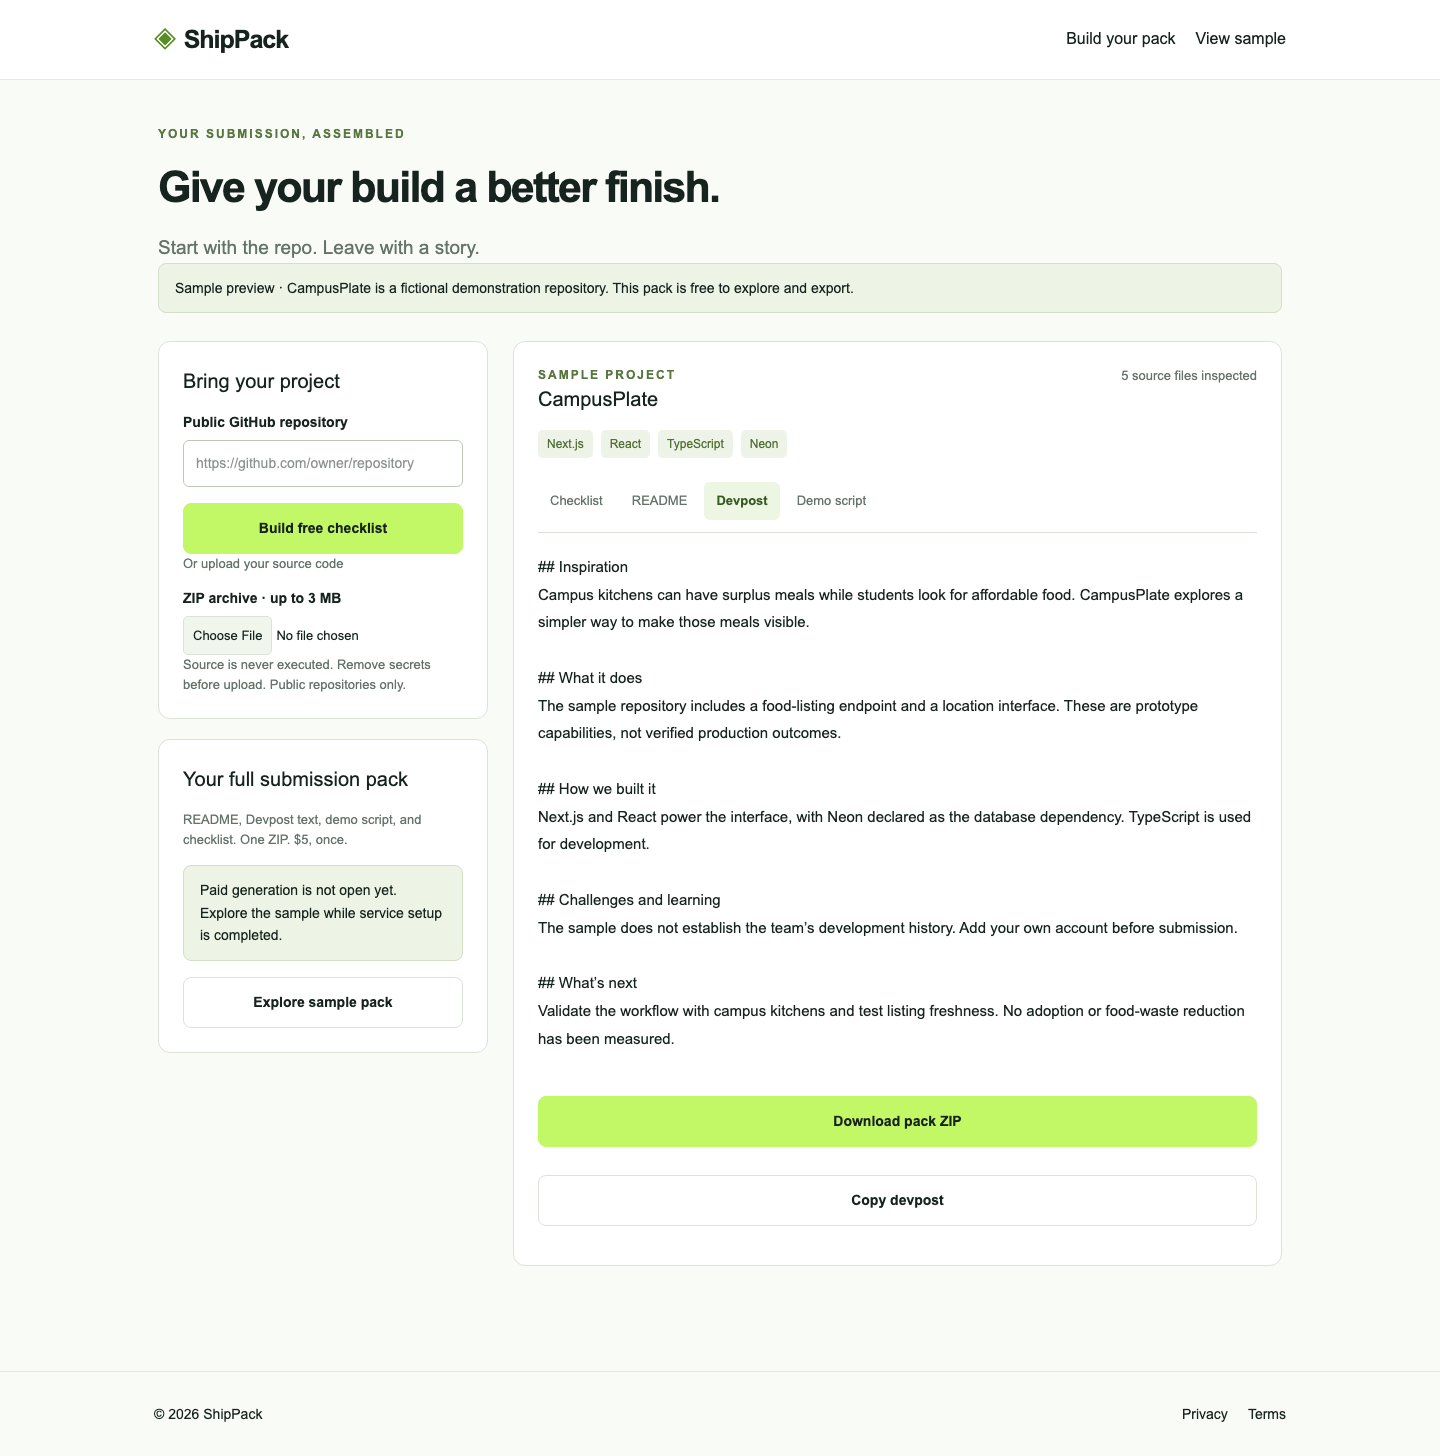 ShipPack
Build your pack
View sample
YOUR SUBMISSION, ASSEMBLED
Give your build a better finish.
Start with the repo. Leave with a story.
Sample preview · CampusPlate is a fictional demonstration repository. This pack is free to explore and export.
Bring your project
Public GitHub repository
https://github.com/owner/repository
Build free checklist
Or upload your source code
ZIP archive · up to 3 MB
Choose File No file chosen
Source is never executed. Remove secrets
before upload. Public repositories only.
Your full submission pack
README, Devpost text, demo script, and
checklist. One ZIP. $5, once.
Paid generation is not open yet.
Explore the sample while service setup
is completed.
Explore sample pack
SAMPLE PROJECT
5 source files inspected
CampusPlate
Next.js React TypeScript Neon
Checklist README Devpost Demo script
## Inspiration
Campus kitchens can have surplus meals while students look for affordable food. CampusPlate explores a
simpler way to make those meals visible.
## What it does
The sample repository includes a food-listing endpoint and a location interface. These are prototype
capabilities, not verified production outcomes.
## How we built it
Next.js and React power the interface, with Neon declared as the database dependency. TypeScript is used
for development.
## Challenges and learning
The sample does not establish the team’s development history. Add your own account before submission.
## What’s next
Validate the workflow with campus kitchens and test listing freshness. No adoption or food-waste reduction
has been measured.
Download pack ZIP
Copy devpost
© 2026 ShipPack
Privacy
Terms